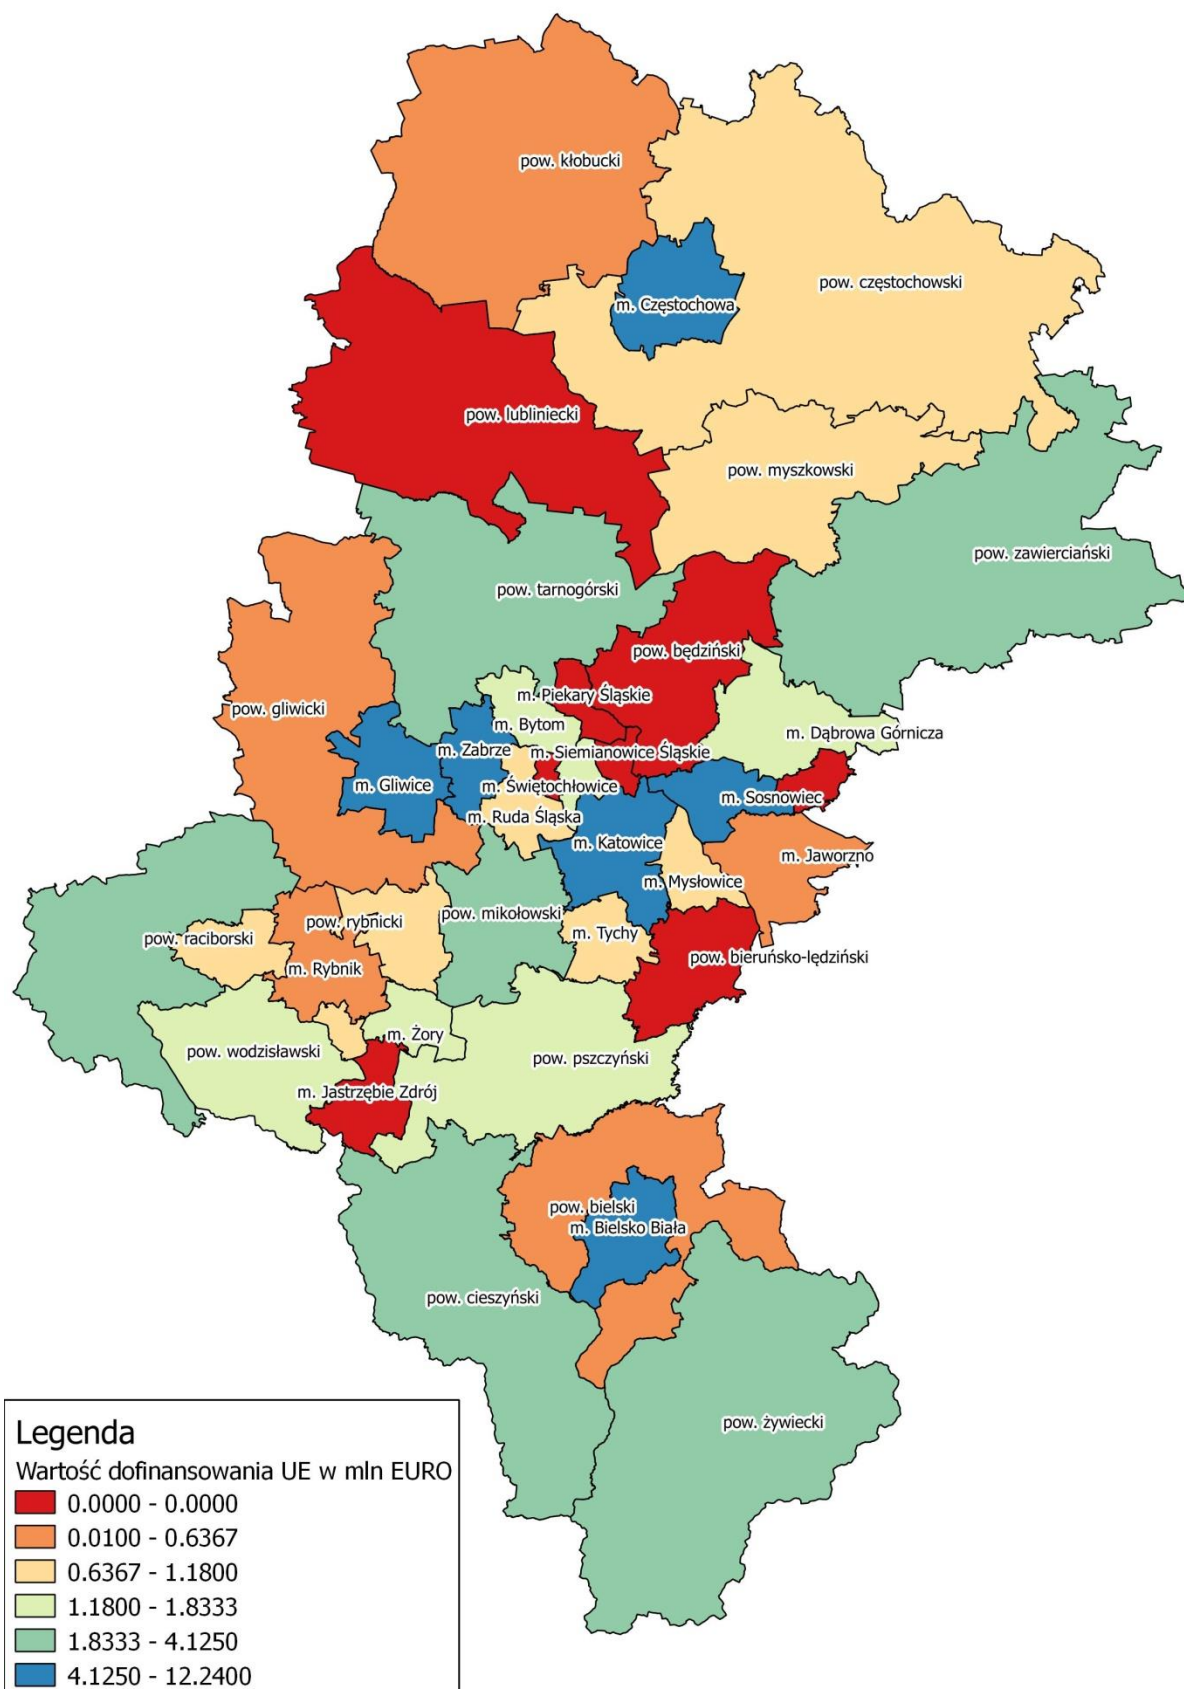 pow. kłobucki
pow. częstochowski
m. Częstochowa
pow. lubliniecki
pow. myszkowski
pow. zawierciański
pow. tarnogórski
pow. będziński
m. Piekary Śląskie
pow. gliwicki
m. Bytom
m. Dąbrowa Górnicza
m. Zabrze
m. Siemianowice Śląskie
m. Gliwice
m. Świętochłowice
m. Sosnowiec
m. Ruda Śląska
m. Katowice
m. Jaworzno
m. Mysłowice
pow. rybnicki
pow. mikołowski
pow. raciborski
m. Tychy
pow. bieruńsko-lędziński
m. Rybnik
m. Żory
pow. wodzisławski
pow. pszczyński
m. Jastrzębie Zdrój
pow. bielski
m. Bielsko Biała
pow. cieszyński
pow. żywiecki
Legenda
Wartość dofinansowania UE w mln EURO
0.0000 - 0.0000
0.0100 - 0.6367
0.6367 - 1.1800
1.1800 - 1.8333
1.8333 - 4.1250
4.1250 - 12.2400